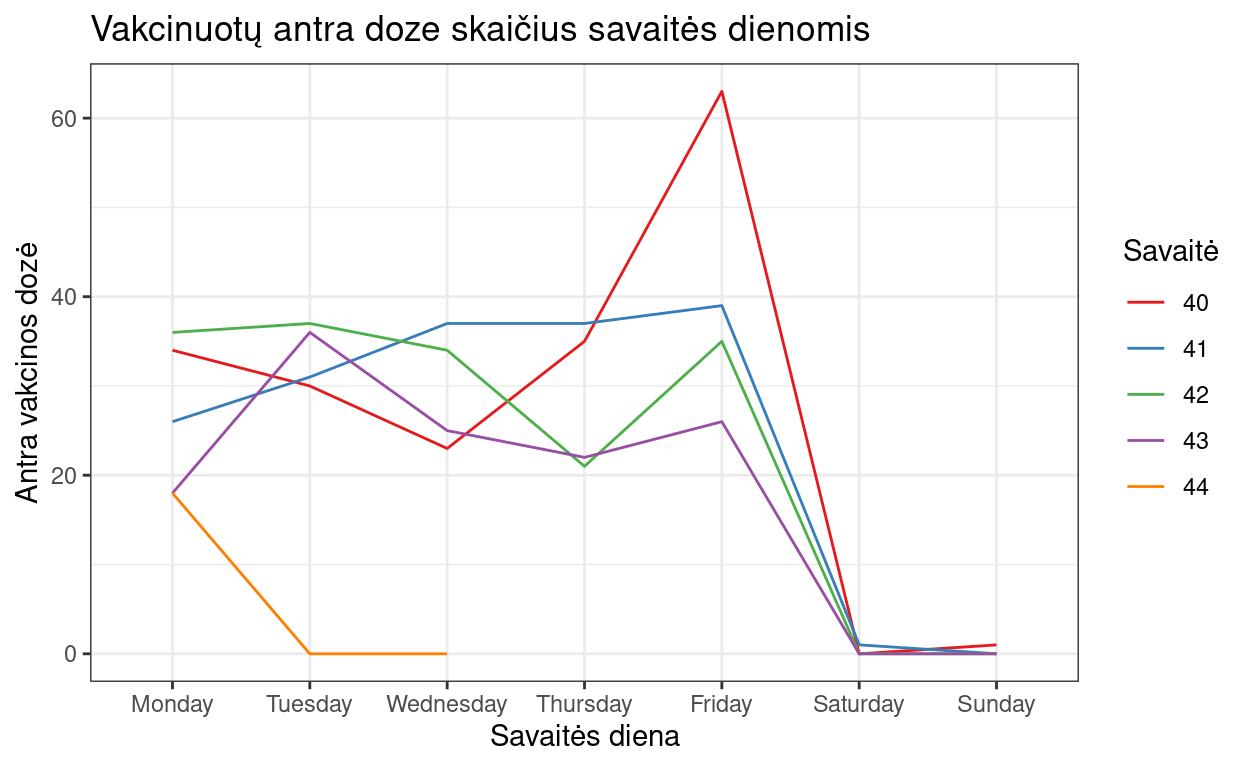 Vakcinuotų antra doze skaičius savaitės dienomis
Antra vakcinos dozė
60
40
20
0
Monday Tuesday Wednesday Thursday Friday Saturday Sunday
Savaitės diena
Savaitė
40
41
42
43
44